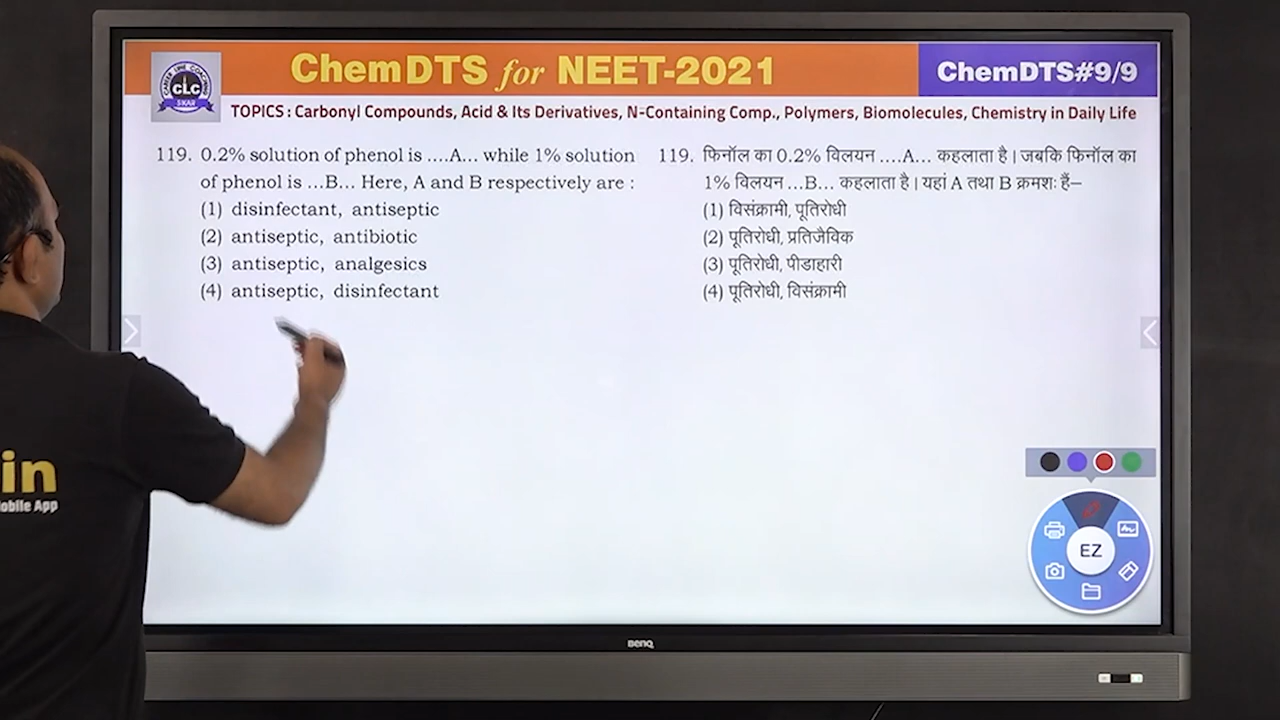 ChemDTS for NEET-2021
ChemDTS#9/9
CLC
SIKAR
TOPICS : Carbonyl Compounds, Acid & Its Derivatives, N-Containing Comp., Polymers, Biomolecules, Chemistry in Daily Life
119. 0.2% solution of phenol is ....A... while 1% solution
of phenol is ...B... Here, A and B respectively are :
(1) disinfectant, antiseptic
(2) antiseptic, antibiotic
(3) antiseptic, analgesics
(4) antiseptic, disinfectant
119. फिनॉल का 0.2% विलयन ....A... कहलाता है। जबकि फिनॉल का
1% विलयन ...B... कहलाता है। यहां A तथा B क्रमशः हैं–
(1) विसंक्रामी, पूतिरोधी
(2) पूतिरोधी, प्रतिजैविक
(3) पूतिरोधी, पीडाहारी
(4) पूतिरोधी, विसंक्रामी
in
obile App
EZ
BenQ